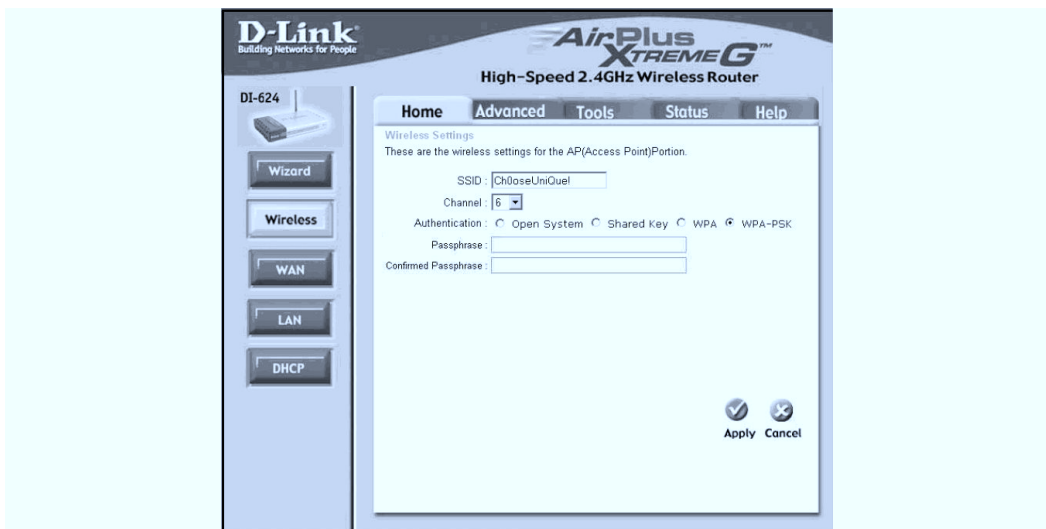 D-Link
Building Networks for People
AirPlus
XTREME G™
High-Speed 2.4GHz Wireless Router
DI-624
Home Advanced Tools Status Help
Wizard
Wireless
WAN
LAN
DHCP
Wireless Settings
These are the wireless settings for the AP(Access Point)Portion.
SSID : Ch0oseUniQue!
Channel : 6
Authentication : Open System Shared Key WPA WPA-PSK
Passphrase :
Confirmed Passphrase :
Apply Cancel